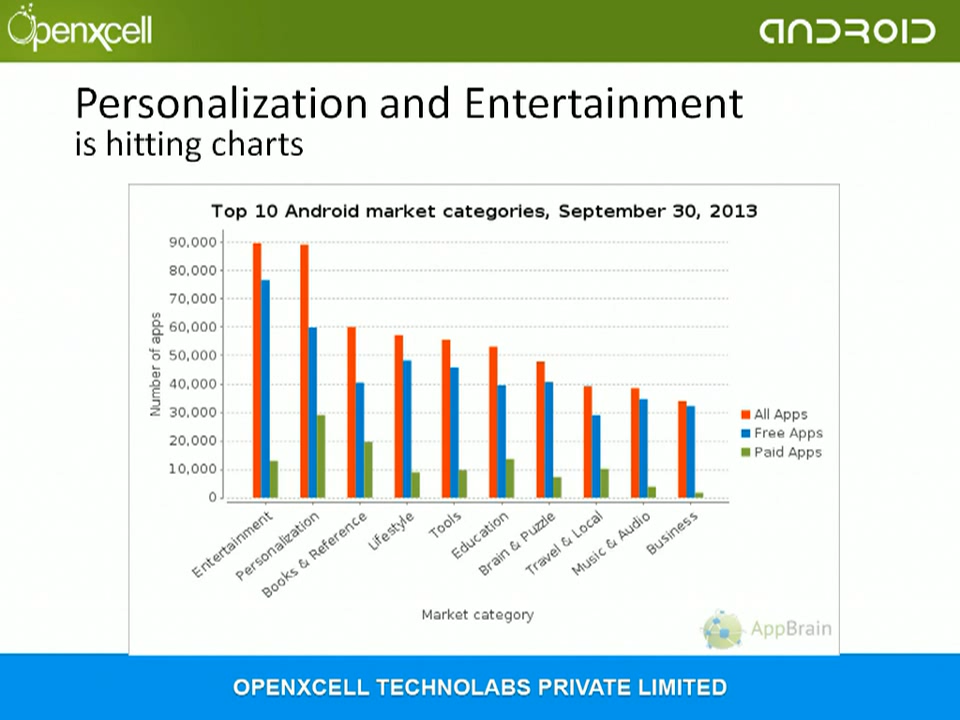 Openxcell
ANDROID
Personalization and Entertainment
is hitting charts
Top 10 Android market categories, September 30, 2013
Number of apps
90,000
80,000
70,000
60,000
50,000
40,000
30,000
20,000
10,000
0
Entertainment
Personalization
Books & Reference
Lifestyle
Tools
Education
Brain & Puzzle
Travel & Local
Music & Audio
Business
Market category
All Apps
Free Apps
Paid Apps
AppBrain
OPENXCELL TECHNOLABS PRIVATE LIMITED